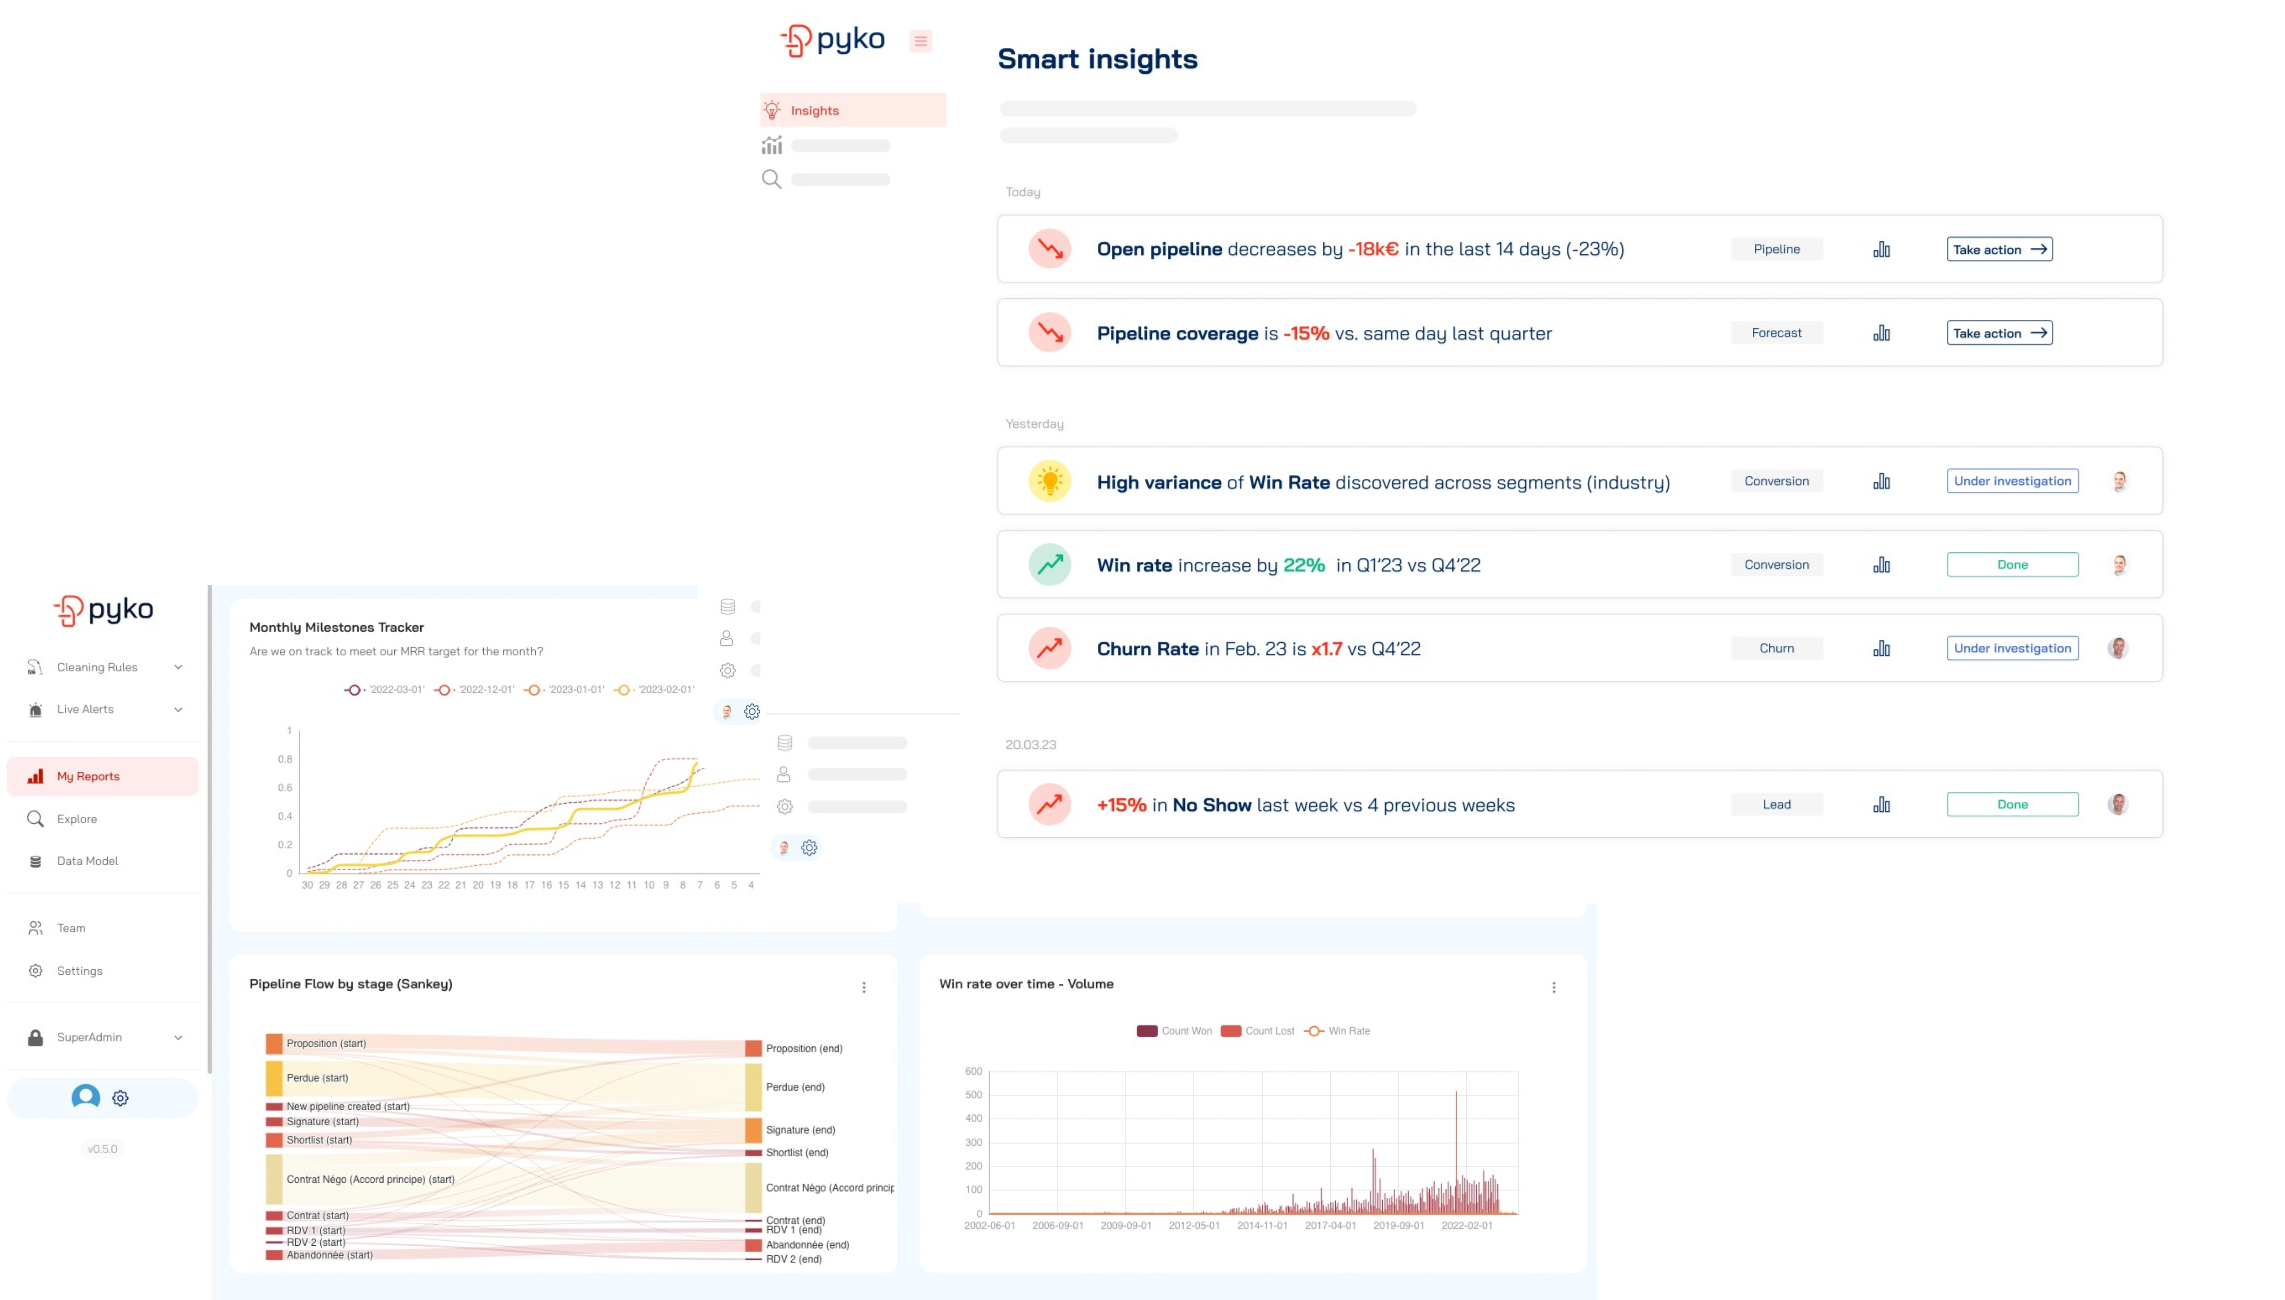 pyko
Smart insights
Insights
Today
Open pipeline decreases by -18k€ in the last 14 days (-23%) Pipeline Take action
Pipeline coverage is -15% vs. same day last quarter Forecast Take action
Yesterday
High variance of Win Rate discovered across segments (industry) Conversion Under investigation
Win rate increase by 22% in Q1'23 vs Q4'22 Conversion Done
Churn Rate in Feb. 23 is x1.7 vs Q4'22 Churn Under investigation
20.03.23
+15% in No Show last week vs 4 previous weeks Lead Done
pyko
Cleaning Rules
Live Alerts
My Reports
Explore
Data Model
Team
Settings
SuperAdmin
v0.5.0
Monthly Milestones Tracker
Are we on track to meet our MRR target for the month?
'2022-03-01' '2022-12-01' '2023-01-01' '2023-02-01'
1
0.8
0.6
0.4
0.2
0
30 29 28 27 26 25 24 23 22 21 20 19 18 17 16 15 14 13 12 11 10 9 8 7 6 5 4
Pipeline Flow by stage (Sankey)
Proposition (start)
Perdue (start)
New pipeline created (start)
Signature (start)
Shortlist (start)
Contrat Négo (Accord principe) (start)
Contrat (start)
RDV 1 (start)
RDV 2 (start)
Abandonnée (start)
Proposition (end)
Perdue (end)
Signature (end)
Shortlist (end)
Contrat Négo (Accord princip
Contrat (end)
RDV 1 (end)
Abandonnée (end)
RDV 2 (end)
Win rate over time - Volume
Count Won Count Lost Win Rate
600
500
400
300
200
100
0
2002-06-01 2006-09-01 2009-09-01 2012-05-01 2014-11-01 2017-04-01 2019-09-01 2022-02-01